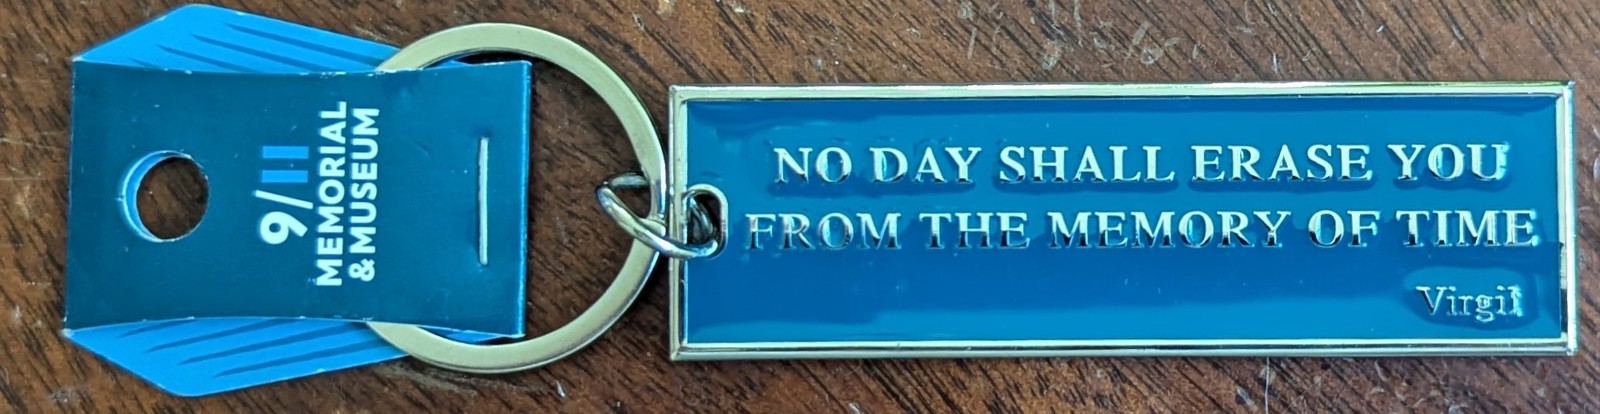 9/11
MEMORIAL
& MUSEUM
NO DAY SHALL ERASE YOU
FROM THE MEMORY OF TIME
Virgil